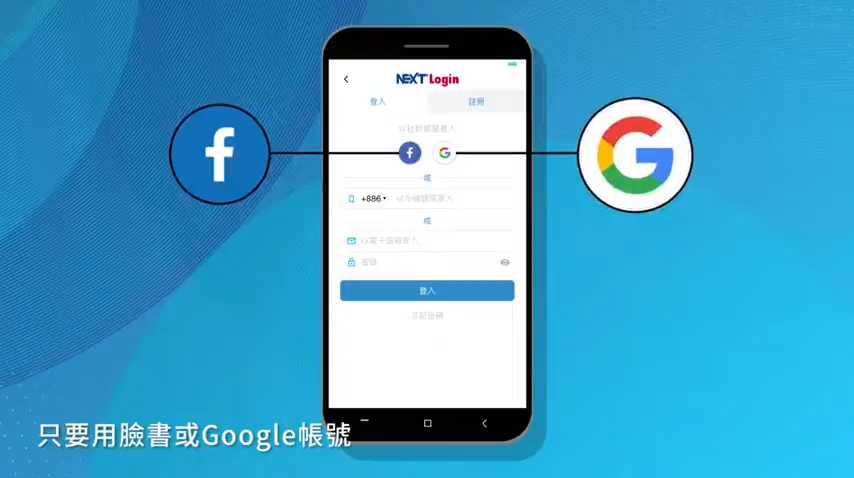 NEXT Login
登入
註冊
以社群帳號登入
或
+886
以手機號碼登入
或
以電子信箱登入
密碼
登入
忘記密碼
只要用臉書或Google帳號